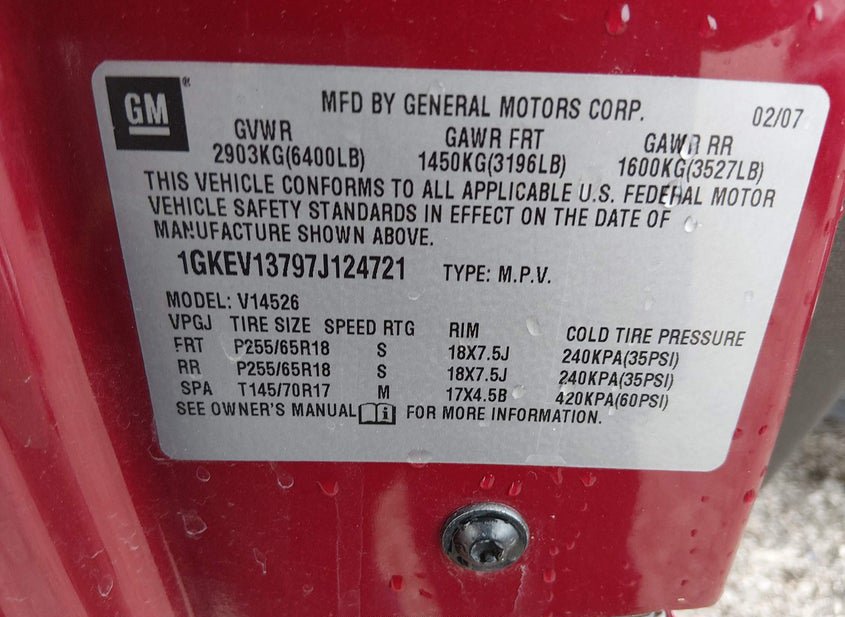 GM ®
MFD BY GENERAL MOTORS CORP. 02/07
GVWR GAWR FRT GAWR RR
2903KG(6400LB) 1450KG(3196LB) 1600KG(3527LB)
THIS VEHICLE CONFORMS TO ALL APPLICABLE U.S. FEDERAL MOTOR
VEHICLE SAFETY STANDARDS IN EFFECT ON THE DATE OF
MANUFACTURE SHOWN ABOVE.
1GKEV13797J124721 TYPE: M.P.V.
MODEL: V14526
VPGJ TIRE SIZE SPEED RTG RIM COLD TIRE PRESSURE
FRT P255/65R18 S 18X7.5J 240KPA(35PSI)
RR P255/65R18 S 18X7.5J 240KPA(35PSI)
SPA T145/70R17 M 17X4.5B 420KPA(60PSI)
SEE OWNER'S MANUAL i FOR MORE INFORMATION.